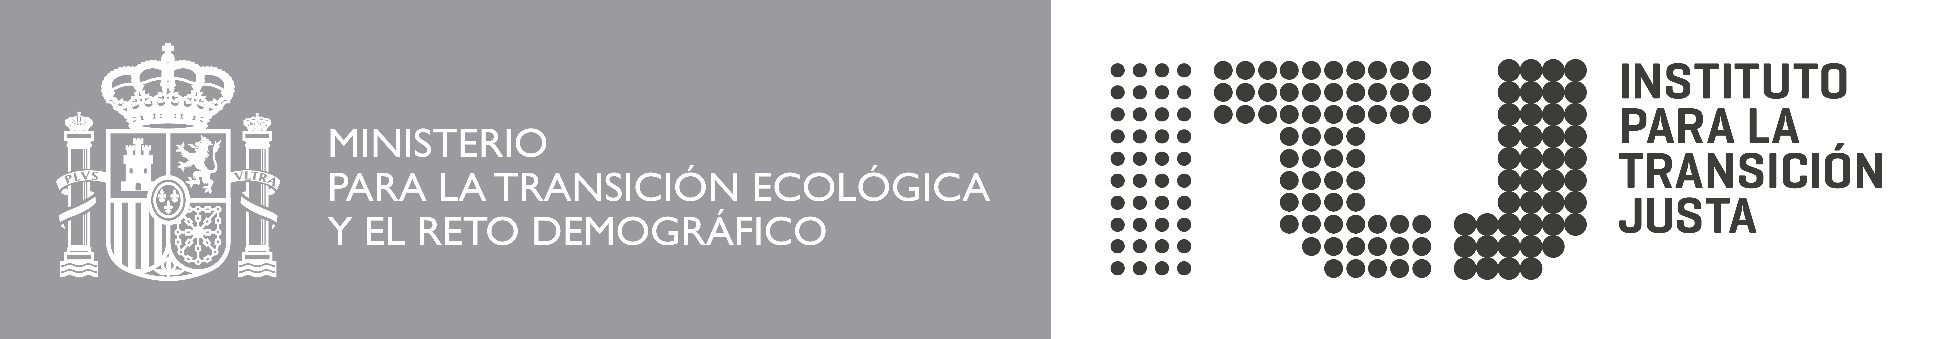 PLVS VLTRA
MINISTERIO
PARA LA TRANSICIÓN ECOLÓGICA
Y EL RETO DEMOGRÁFICO
ITJ
INSTITUTO
PARA LA
TRANSICIÓN
JUSTA